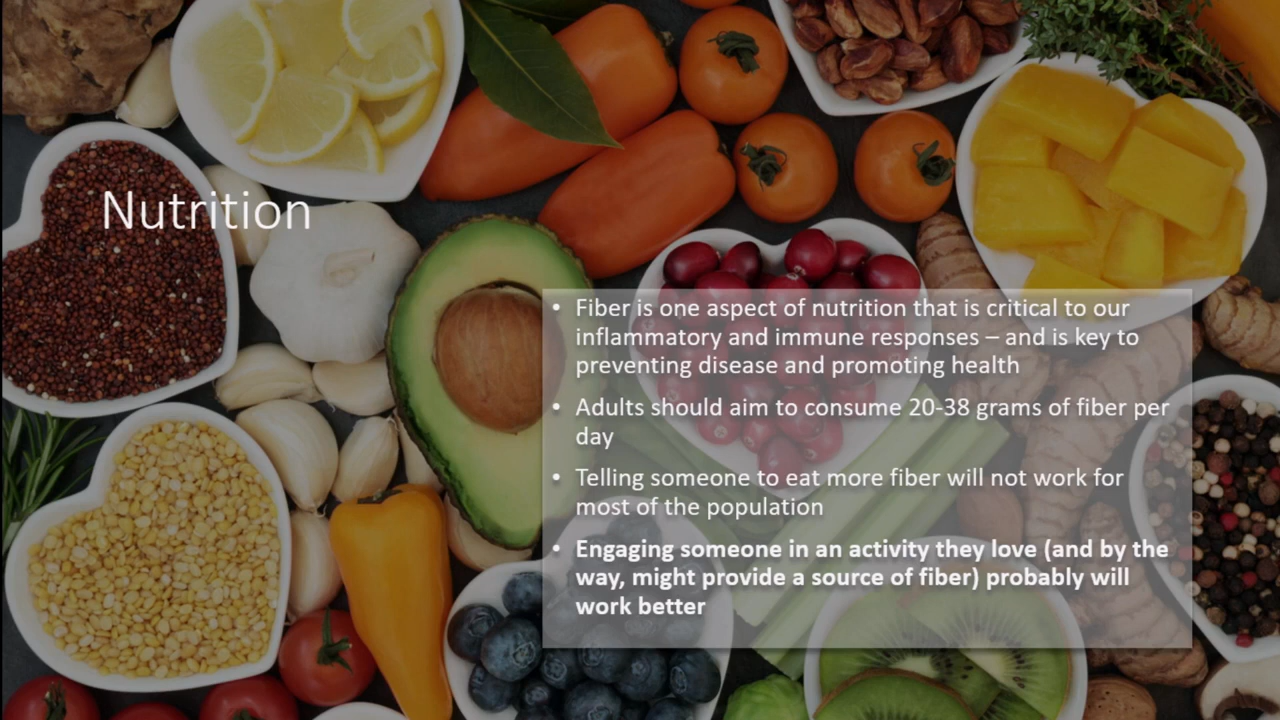 Nutrition
• Fiber is one aspect of nutrition that is critical to our
inflammatory and immune responses – and is key to
preventing disease and promoting health
• Adults should aim to consume 20-38 grams of fiber per
day
• Telling someone to eat more fiber will not work for
most of the population
• Engaging someone in an activity they love (and by the
way, might provide a source of fiber) probably will
work better